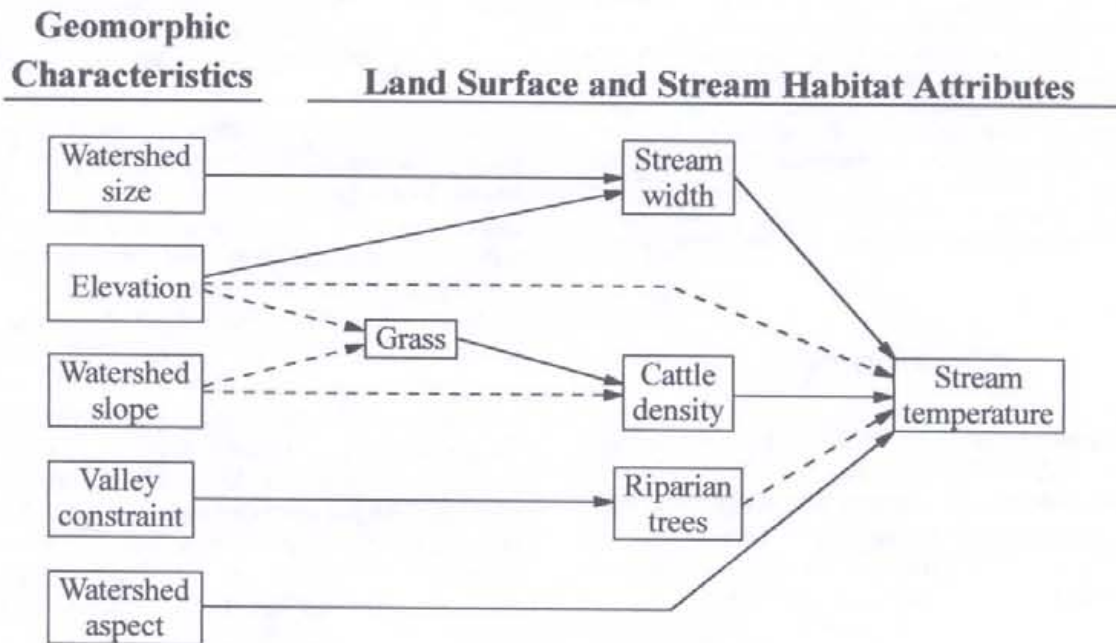 Geomorphic
Characteristics
Land Surface and Stream Habitat Attributes
Watershed
size
Stream
width
Elevation
Grass
Watershed
slope
Cattle
density
Stream
temperature
Valley
constraint
Riparian
trees
Watershed
aspect